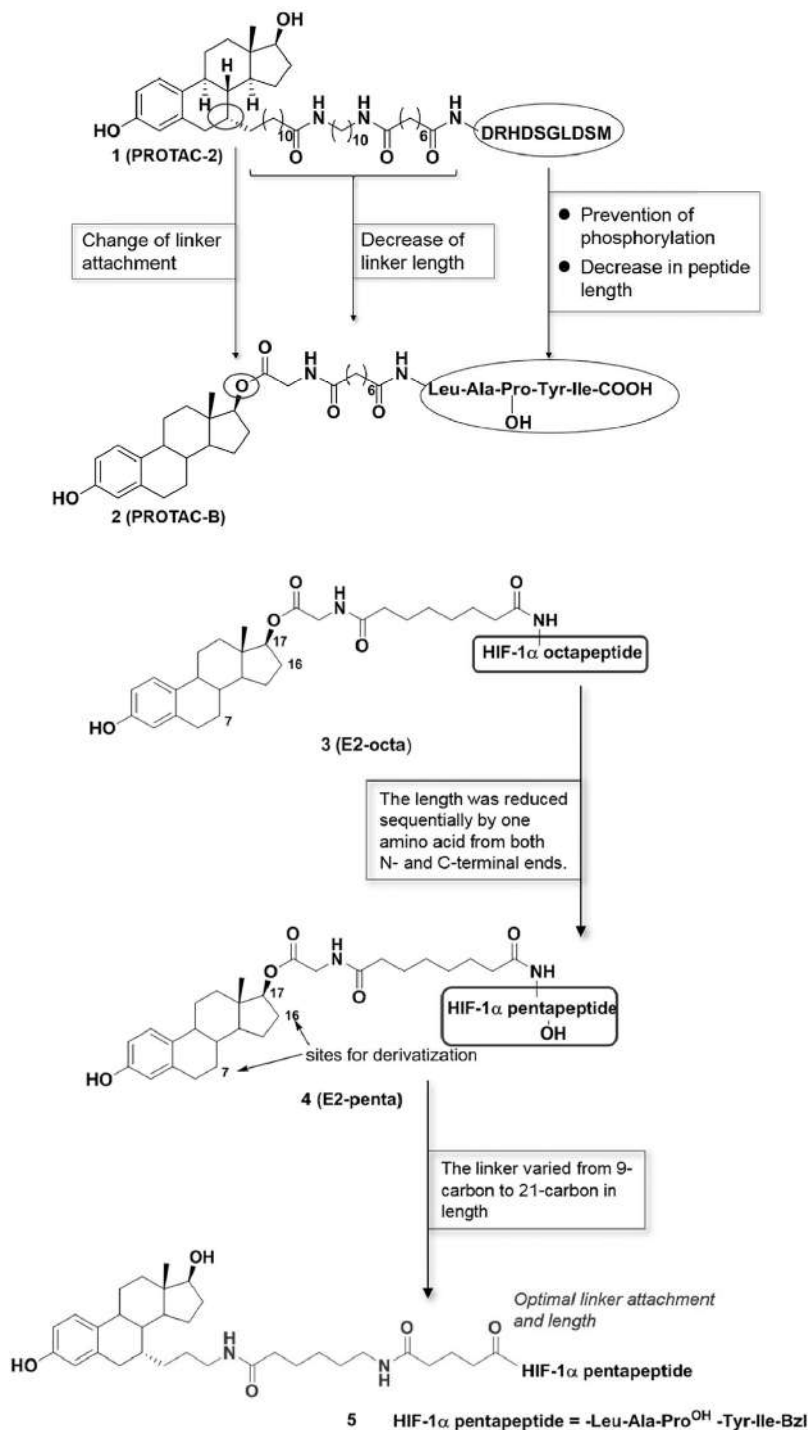 OH
H
H
H
HO
10
O
H
N
H
N
10
O
6
O
H
N
DRHDSGLDSM
1 (PROTAC-2)
Change of linker
attachment
Decrease of
linker length
● Prevention of
phosphorylation
● Decrease in peptide
length
O
O
H
N
O
6
O
H
N
Leu-Ala-Pro-Tyr-Ile-COOH
OH
HO
2 (PROTAC-B)
O
O
H
N
O
O
NH
HIF-1α octapeptide
17
16
7
HO
3 (E2-octa)
The length was reduced
sequentially by one
amino acid from both
N- and C-terminal ends.
O
O
H
N
O
O
NH
HIF-1α pentapeptide
OH
17
16
sites for derivatization
7
HO
4 (E2-penta)
The linker varied from 9-
carbon to 21-carbon in
length
OH
Optimal linker attachment
and length
HO
H
N
O
N
H
O
O
HIF-1α pentapeptide
5 HIF-1α pentapeptide = -Leu-Ala-Pro^OH -Tyr-Ile-Bzl